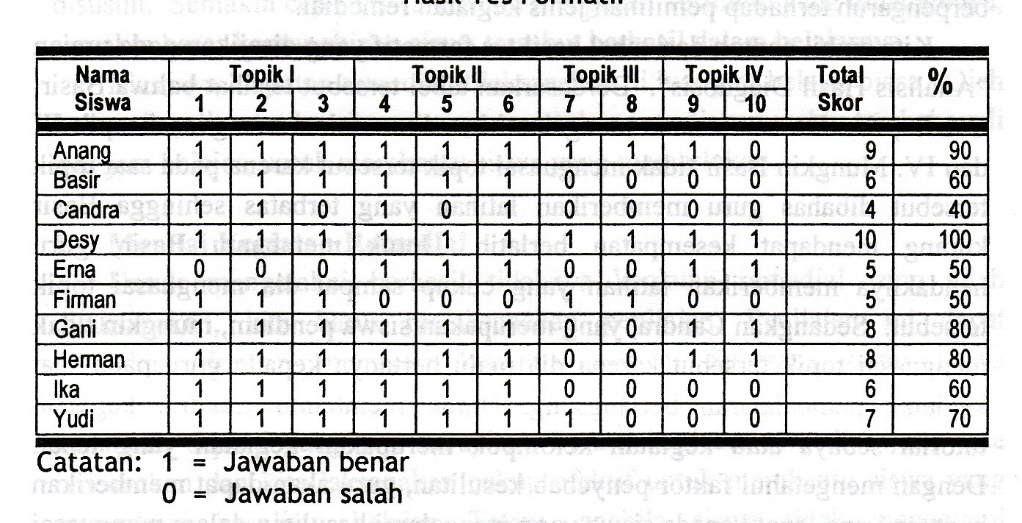 Hasil Tes Formatif
Nama Siswa Topik I Topik II Topik III Topik IV Total Skor %
1 2 3 4 5 6 7 8 9 10
Anang 1 1 1 1 1 1 1 1 1 0 9 90
Basir 1 1 1 1 1 1 0 0 0 0 6 60
Candra 1 1 1 1 0 0 0 0 0 0 4 40
Desy 1 1 1 1 1 1 1 1 1 1 10 100
Erna 0 0 0 1 1 1 0 0 1 1 5 50
Firman 1 1 1 0 0 0 1 1 0 0 5 50
Gani 1 1 1 1 1 1 1 1 0 0 8 80
Herman 1 1 1 1 1 1 0 0 1 1 8 80
Ika 1 1 1 1 1 1 0 0 0 0 6 60
Yudi 1 1 1 1 1 1 1 0 0 0 7 70
Catatan: 1 = Jawaban benar
0 = Jawaban salah